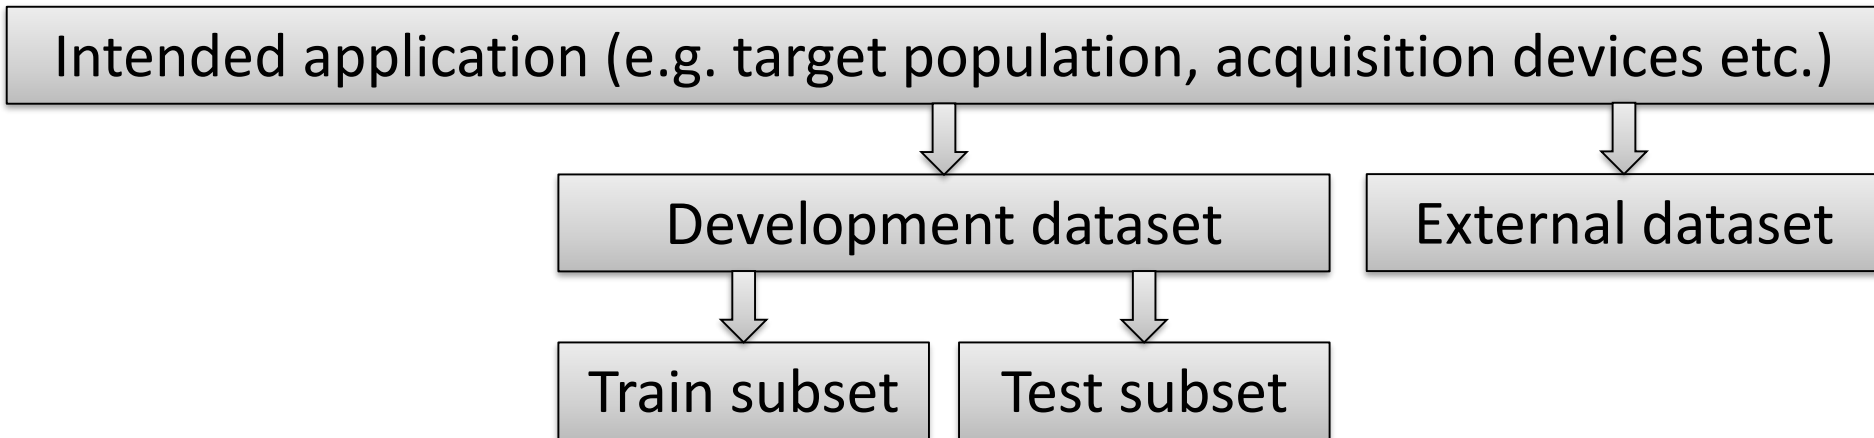 Intended application (e.g. target population, acquisition devices etc.)
Development dataset
External dataset
Train subset
Test subset